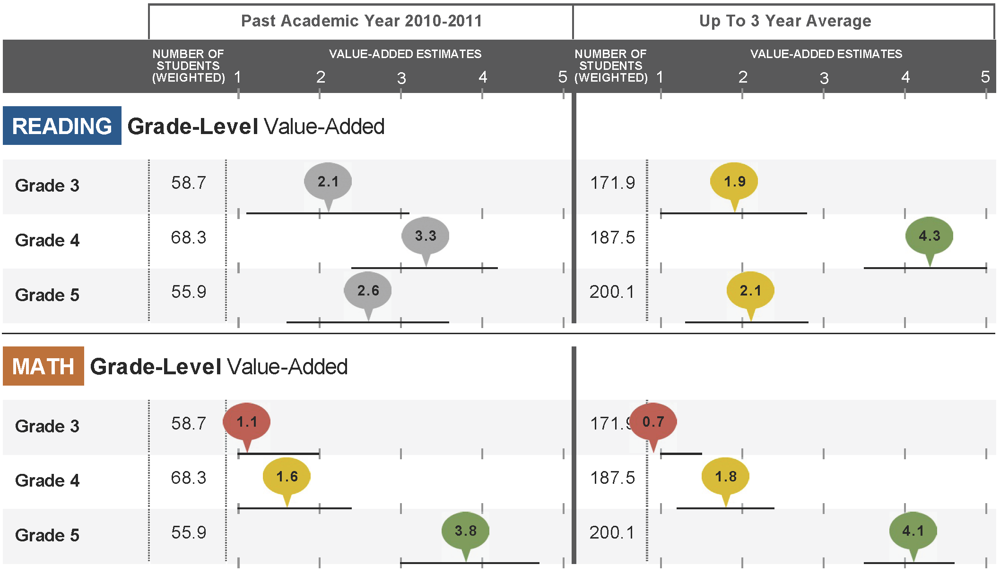 Past Academic Year 2010-2011 Up To 3 Year Average
NUMBER OF STUDENTS (WEIGHTED) VALUE-ADDED ESTIMATES NUMBER OF STUDENTS (WEIGHTED) VALUE-ADDED ESTIMATES
1 2 3 4 5 1 2 3 4 5
READING Grade-Level Value-Added
Grade 3 58.7 2.1 171.9 1.9
Grade 4 68.3 3.3 187.5 4.3
Grade 5 55.9 2.6 200.1 2.1
MATH Grade-Level Value-Added
Grade 3 58.7 1.1 171.9 0.7
Grade 4 68.3 1.6 187.5 1.8
Grade 5 55.9 3.8 200.1 4.1